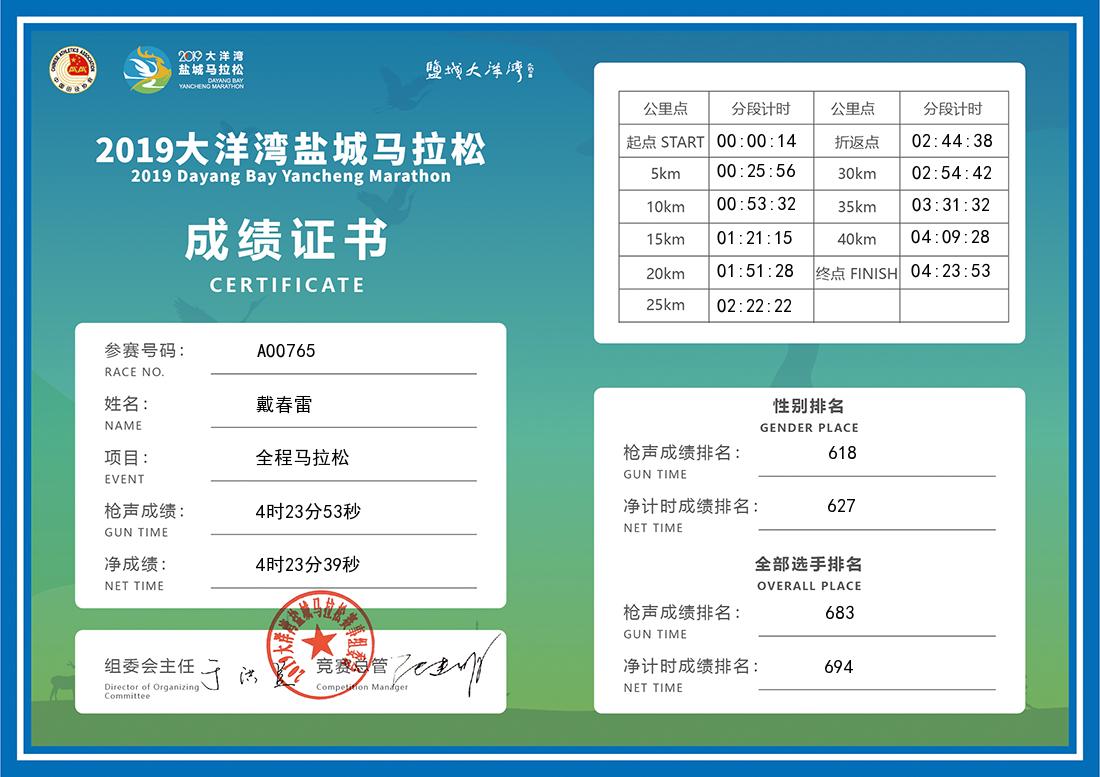 CHINESE ATHLETICS ASSOCIATION
中国田径协会
2019大洋湾
盐城马拉松
DAYANG BAY
YANCHENG MARATHON
鹽城大洋灣
2019大洋湾盐城马拉松
2019 Dayang Bay Yancheng Marathon
成绩证书
CERTIFICATE
参赛号码： A00765
RACE NO.
姓名： 戴春雷
NAME
项目： 全程马拉松
EVENT
枪声成绩： 4时23分53秒
GUN TIME
净成绩： 4时23分39秒
NET TIME
2019大洋湾盐城马拉松赛事组委会
组委会主任 于洪
Director of Organizing
Committee
竞赛总管
Competition Manager
公里点 分段计时 公里点 分段计时
起点 START 00:00:14 折返点 02:44:38
5km 00:25:56 30km 02:54:42
10km 00:53:32 35km 03:31:32
15km 01:21:15 40km 04:09:28
20km 01:51:28 终点 FINISH 04:23:53
25km 02:22:22
性别排名
GENDER PLACE
枪声成绩排名： 618
GUN TIME
净计时成绩排名： 627
NET TIME
全部选手排名
OVERALL PLACE
枪声成绩排名： 683
GUN TIME
净计时成绩排名： 694
NET TIME